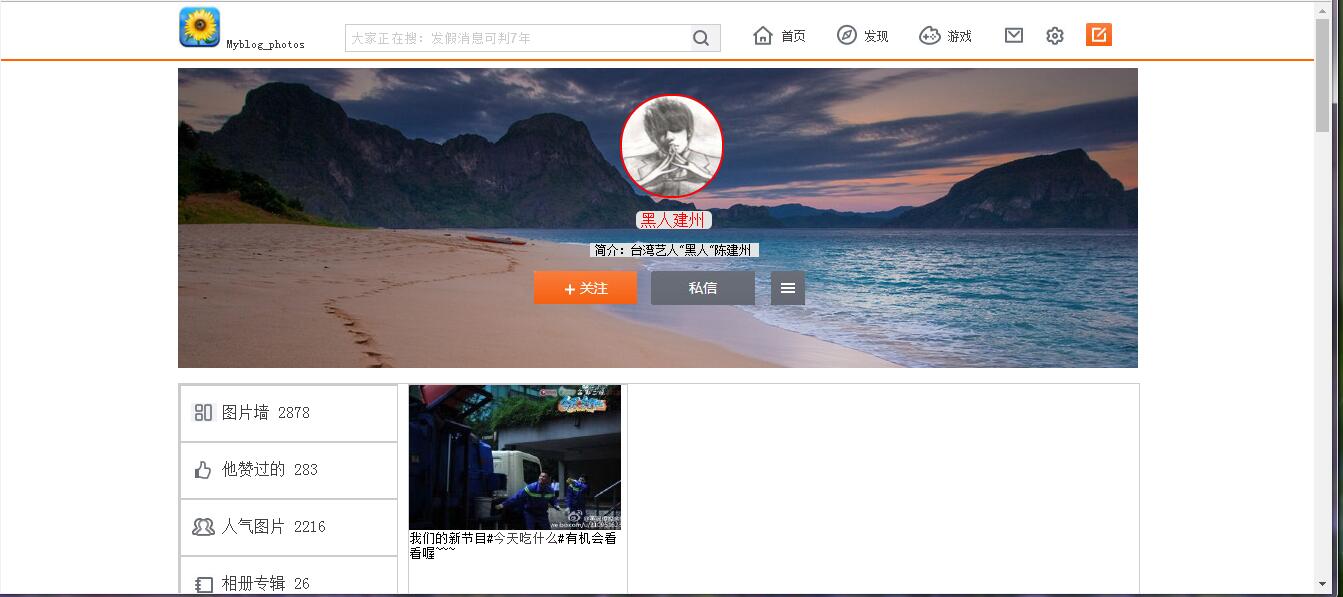 Myblog_photos
大家正在搜：发假消息可判7年
首页
发现
游戏
黑人建州
简介：台湾艺人“黑人”陈建州
+ 关注
私信
图片墙 2878
他赞过的 283
人气图片 2216
相册专辑 26
我们的新节目#今天吃什么#有机会看
看喔~~~